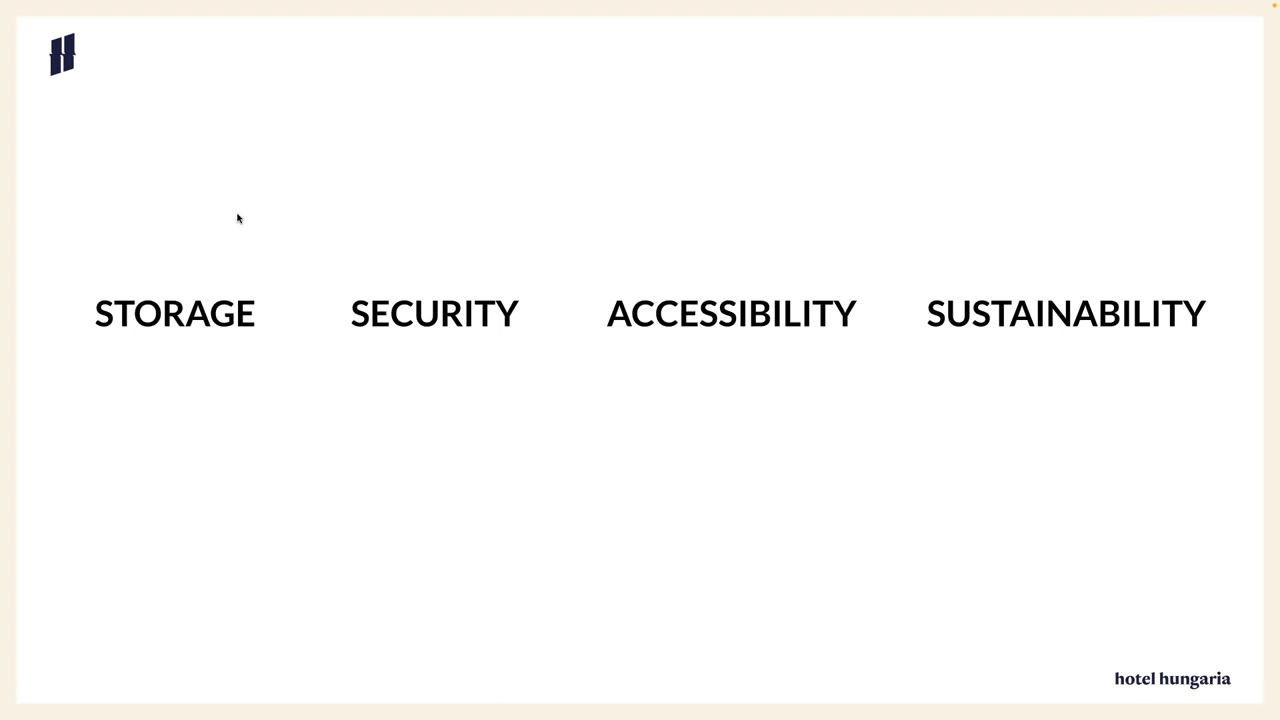 STORAGE SECURITY ACCESSIBILITY SUSTAINABILITY
hotel hungaria